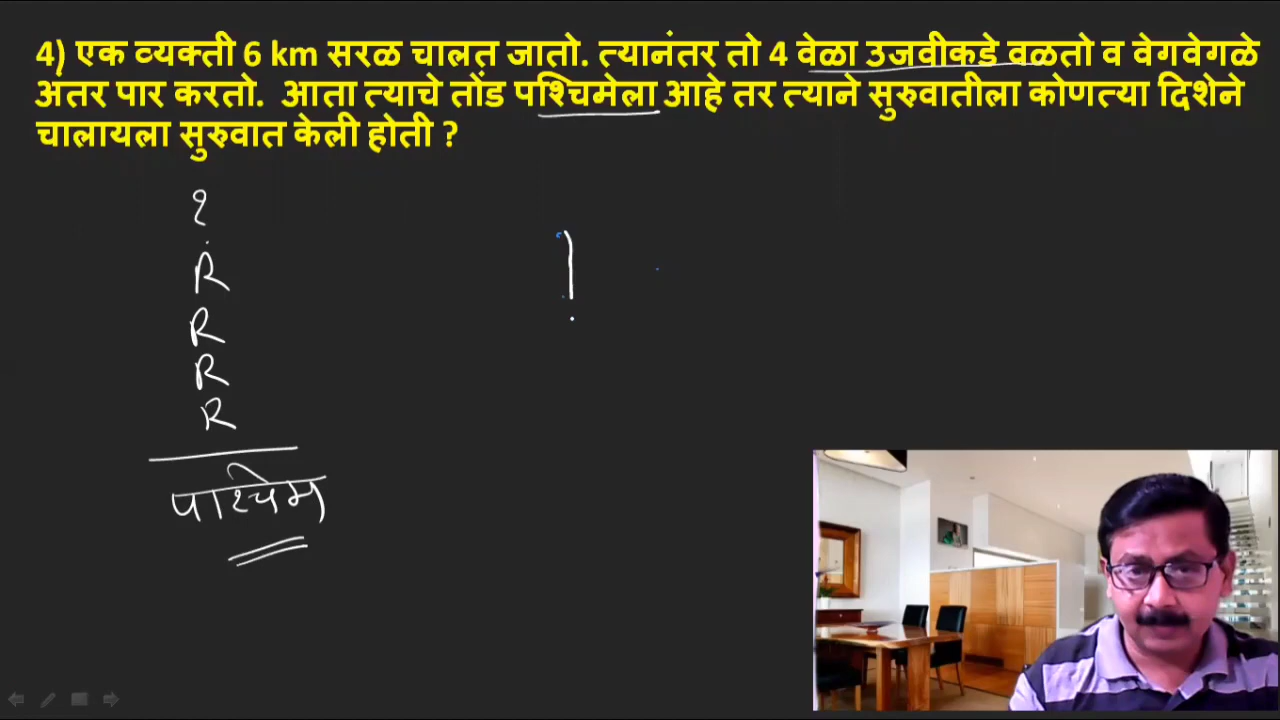 4) एक व्यक्ती 6 km सरळ चालत जातो. त्यानंतर तो 4 वेळा उजवीकडे वळतो व वेगवेगळे
अंतर पार करतो. आता त्याचे तोंड पश्चिमेला आहे तर त्याने सुरुवातीला कोणत्या दिशेने
चालायला सुरुवात केली होती ?
?
R
R
R
R
पाश्चिम